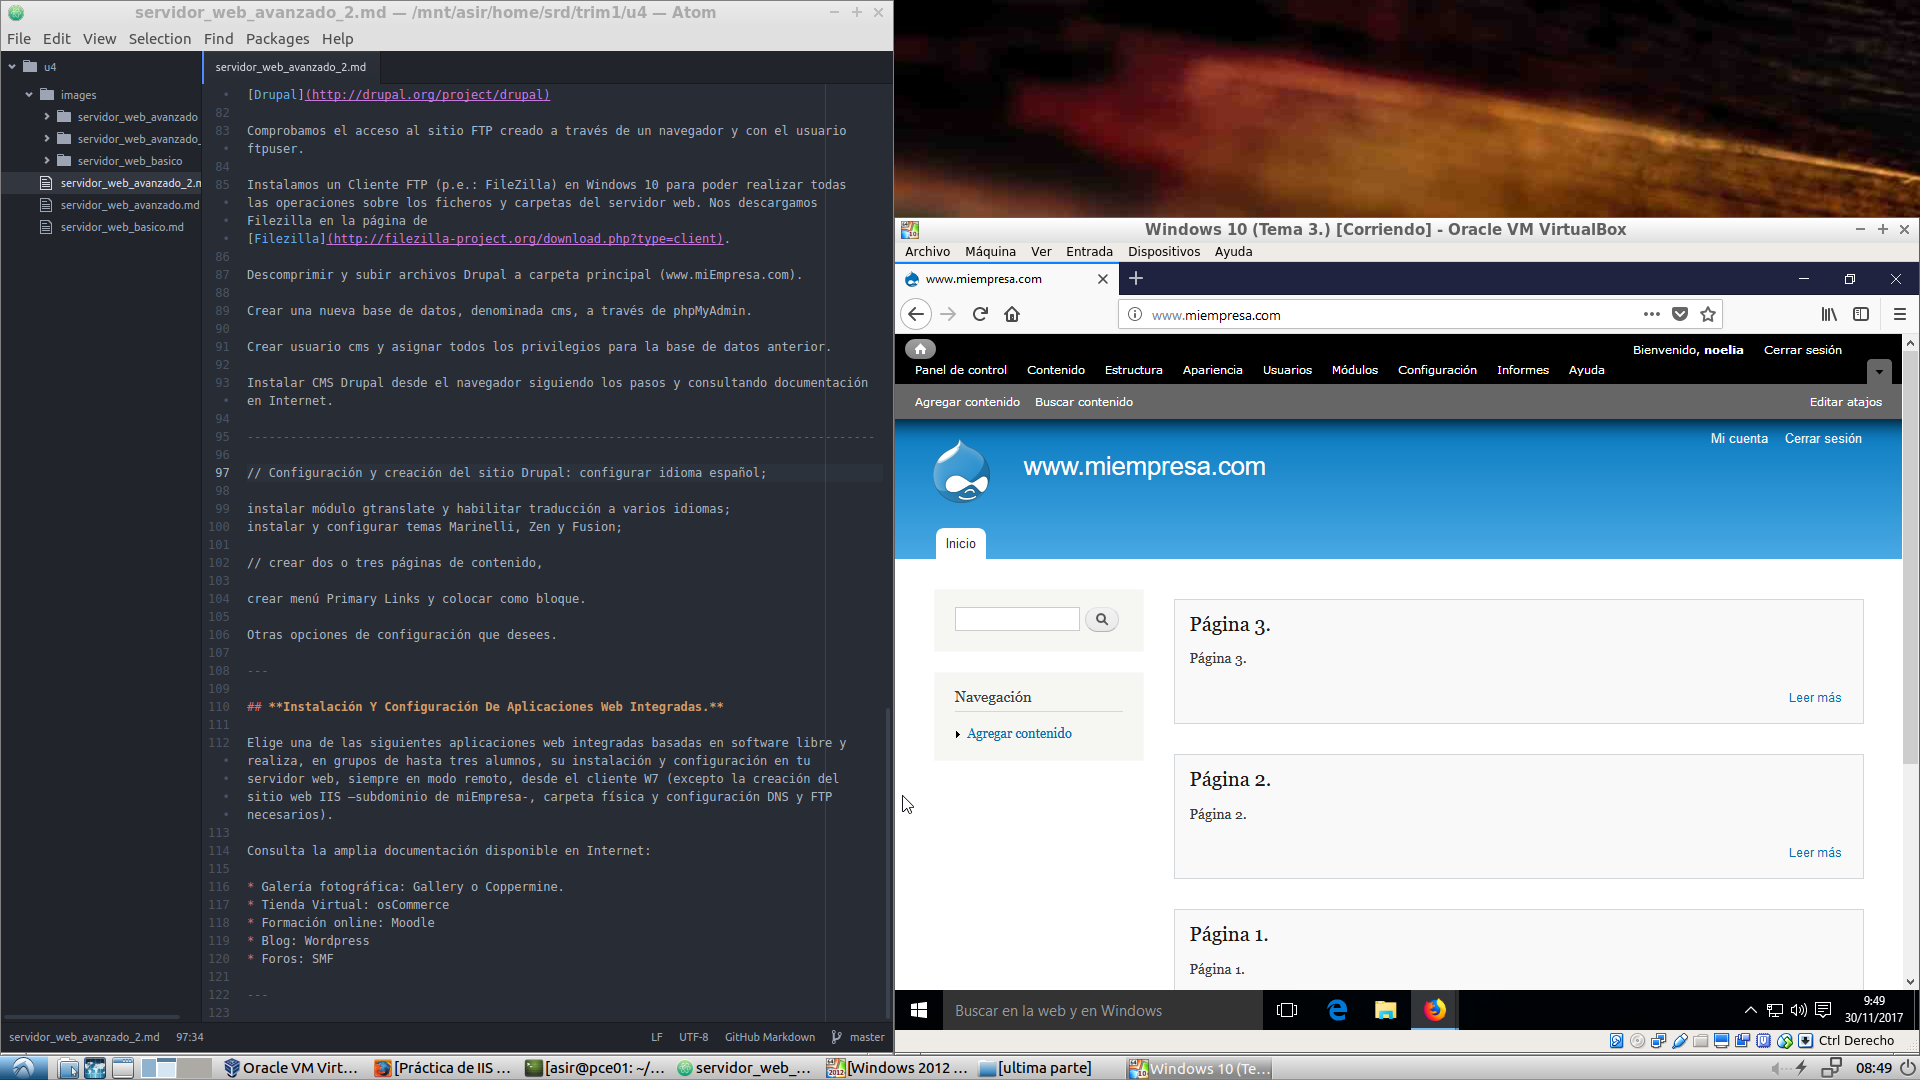 servidor_web_avanzado_2.md — /mnt/asir/home/srd/trim1/u4 — Atom
File Edit View Selection Find Packages Help
u4
images
servidor_web_avanzado
servidor_web_avanzado_
servidor_web_basico
servidor_web_avanzado_2.m
servidor_web_avanzado.md
servidor_web_basico.md
servidor_web_avanzado_2.md
[Drupal](http://drupal.org/project/drupal)
82
83 Comprobamos el acceso al sitio FTP creado a través de un navegador y con el usuario
ftpuser.
84
85 Instalamos un Cliente FTP (p.e.: FileZilla) en Windows 10 para poder realizar todas
las operaciones sobre los ficheros y carpetas del servidor web. Nos descargamos
Filezilla en la página de
[Filezilla](http://filezilla-project.org/download.php?type=client).
86
87 Descomprimir y subir archivos Drupal a carpeta principal (www.miEmpresa.com).
88
89 Crear una nueva base de datos, denominada cms, a través de phpMyAdmin.
90
91 Crear usuario cms y asignar todos los privilegios para la base de datos anterior.
92
93 Instalar CMS Drupal desde el navegador siguiendo los pasos y consultando documentación
en Internet.
94
95 ---------------------------------------------------------------------------------------
96
97 // Configuración y creación del sitio Drupal: configurar idioma español;
98
99 instalar módulo gtranslate y habilitar traducción a varios idiomas;
100 instalar y configurar temas Marinelli, Zen y Fusion;
101
102 // crear dos o tres páginas de contenido,
103
104 crear menú Primary Links y colocar como bloque.
105
106 Otras opciones de configuración que desees.
107
108 ---
109
110 ## **Instalación Y Configuración De Aplicaciones Web Integradas.**
111
112 Elige una de las siguientes aplicaciones web integradas basadas en software libre y
realiza, en grupos de hasta tres alumnos, su instalación y configuración en tu
servidor web, siempre en modo remoto, desde el cliente W7 (excepto la creación del
sitio web IIS –subdominio de miEmpresa-, carpeta física y configuración DNS y FTP
necesarios).
113
114 Consulta la amplia documentación disponible en Internet:
115
116 * Galería fotográfica: Gallery o Coppermine.
117 * Tienda Virtual: osCommerce
118 * Formación online: Moodle
119 * Blog: Wordpress
120 * Foros: SMF
121
122 ---
123
servidor_web_avanzado_2.md 97:34 LF UTF-8 GitHub Markdown master
Windows 10 (Tema 3.) [Corriendo] - Oracle VM VirtualBox
Archivo Máquina Ver Entrada Dispositivos Ayuda
www.miempresa.com
www.miempresa.com
Bienvenido, noelia Cerrar sesión
Panel de control Contenido Estructura Apariencia Usuarios Módulos Configuración Informes Ayuda
Agregar contenido Buscar contenido Editar atajos
Mi cuenta Cerrar sesión
www.miempresa.com
Inicio
Navegación
Agregar contenido
Página 3.
Página 3.
Leer más
Página 2.
Página 2.
Leer más
Página 1.
Página 1.
Buscar en la web y en Windows
9:49
30/11/2017
Ctrl Derecho
Oracle VM Virt... [Práctica de IIS ... [asir@pce01: ~/... servidor_web_... [Windows 2012 ... [ultima parte] Windows 10 (Te... 08:49